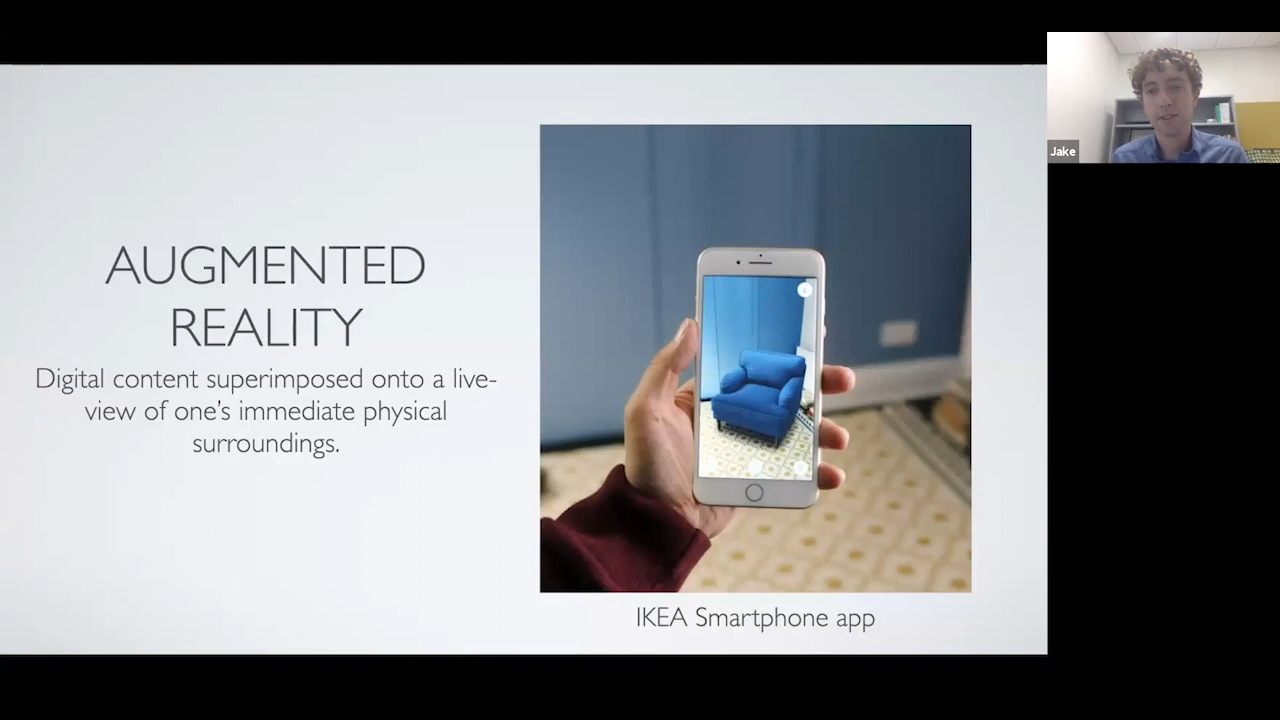 AUGMENTED
REALITY
Digital content superimposed onto a live-
view of one's immediate physical
surroundings.
IKEA Smartphone app
Jake